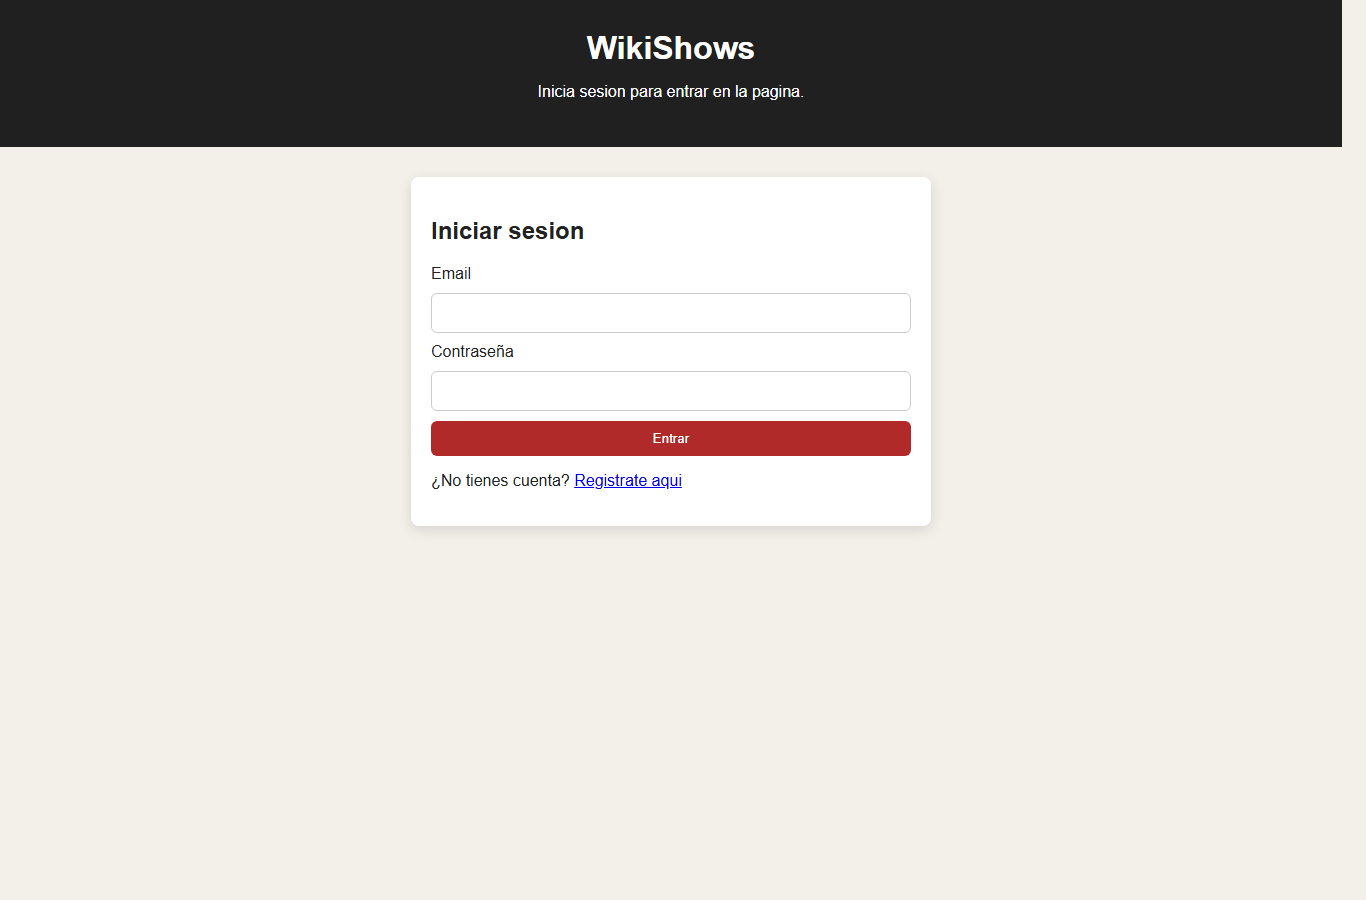 WikiShows
Inicia sesion para entrar en la pagina.
Iniciar sesion
Email
Contraseña
Entrar
¿No tienes cuenta? Registrate aqui